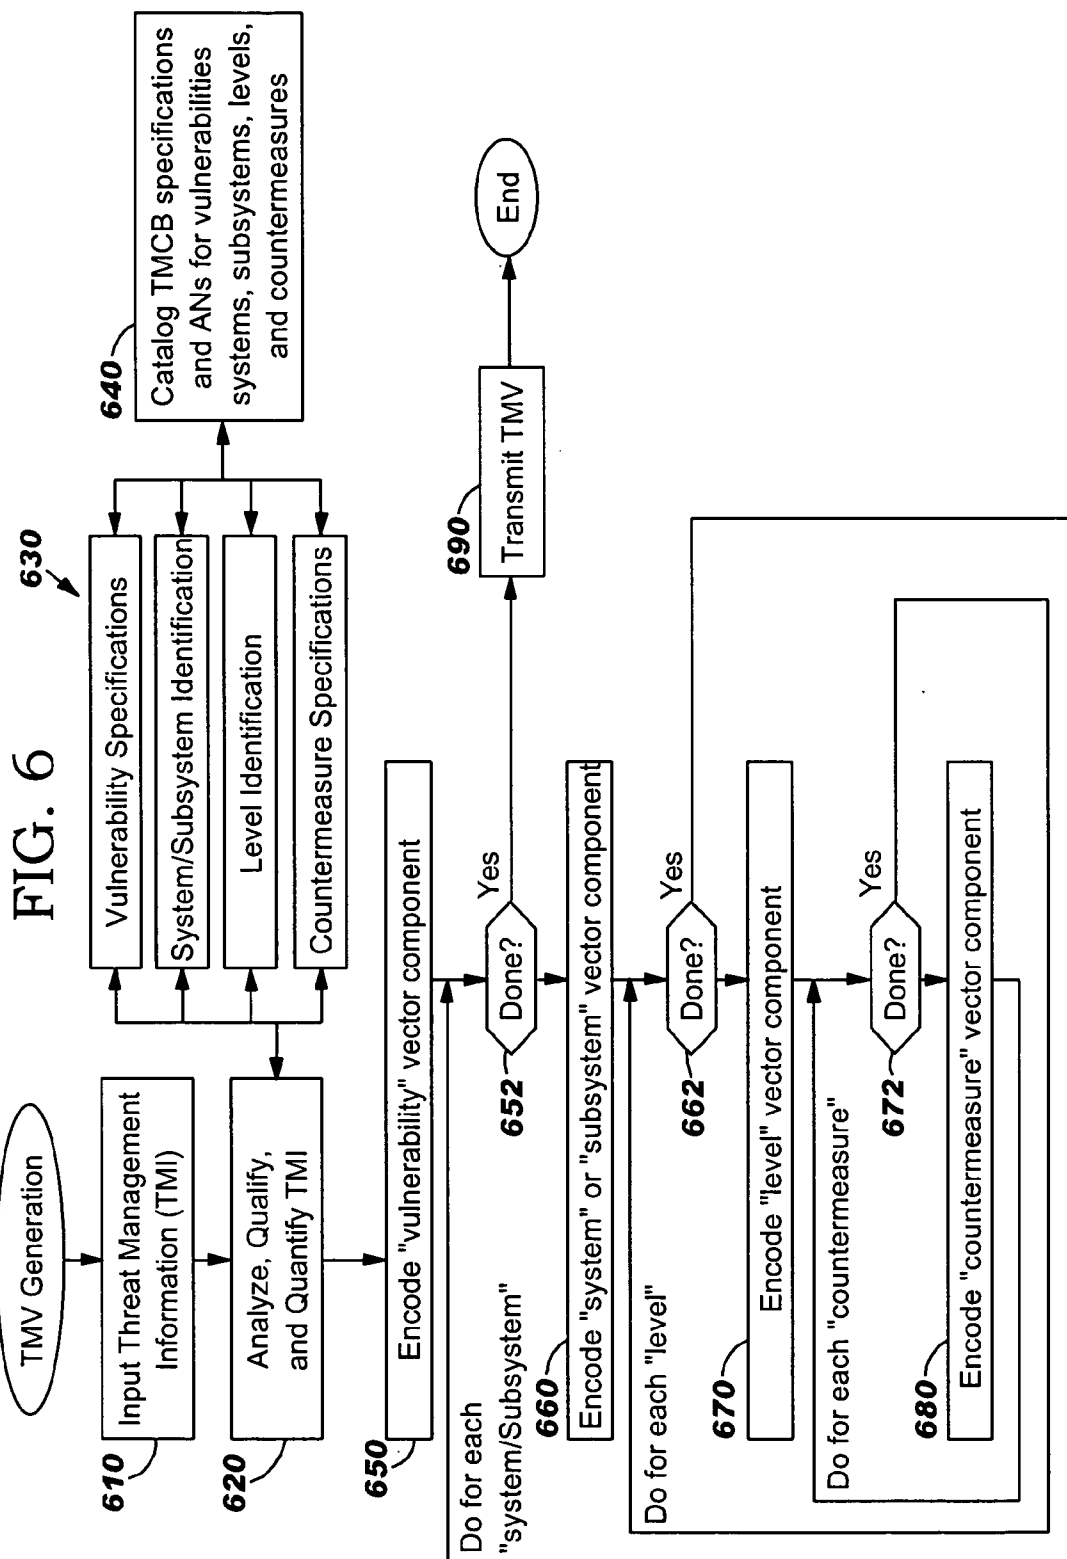 FIG. 6
TMV Generation
610
Input Threat Management
Information (TMI)
620
Analyze, Qualify,
and Quantify TMI
630
Vulnerability Specifications
System/Subsystem Identification
Level Identification
Countermeasure Specifications
640
Catalog TMCB specifications
and ANs for vulnerabilities
systems, subsystems, levels,
and countermeasures
650
Encode "vulnerability" vector component
Do for each
"system/Subsystem"
652
Done?
Yes
690
Transmit TMV
End
660
Encode "system" or "subsystem" vector component
Do for each "level"
662
Done?
Yes
670
Encode "level" vector component
Do for each "countermeasure"
672
Done?
Yes
680
Encode "countermeasure" vector component